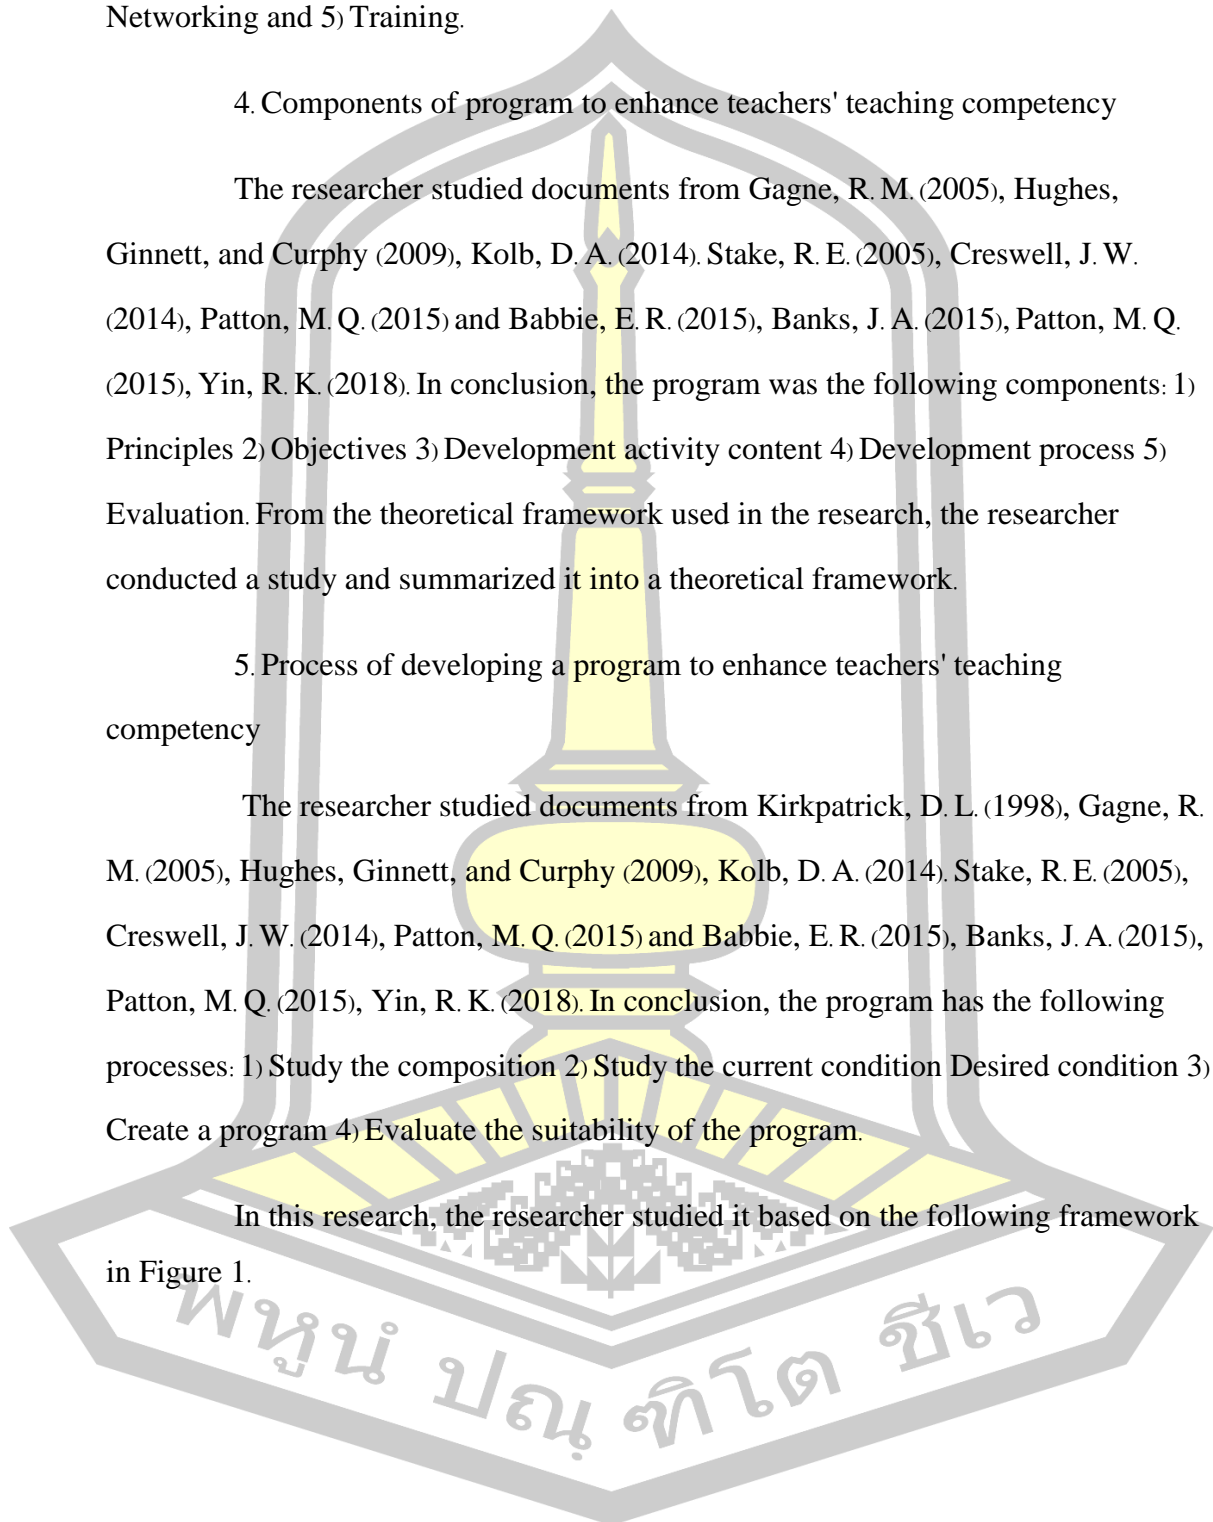 Networking and 5) Training.
4. Components of program to enhance teachers' teaching competency
The researcher studied documents from Gagne, R. M. (2005), Hughes,
Ginnett, and Curphy (2009), Kolb, D. A. (2014). Stake, R. E. (2005), Creswell, J. W.
(2014), Patton, M. Q. (2015) and Babbie, E. R. (2015), Banks, J. A. (2015), Patton, M. Q.
(2015), Yin, R. K. (2018). In conclusion, the program was the following components: 1)
Principles 2) Objectives 3) Development activity content 4) Development process 5)
Evaluation. From the theoretical framework used in the research, the researcher
conducted a study and summarized it into a theoretical framework.
5. Process of developing a program to enhance teachers' teaching
competency
The researcher studied documents from Kirkpatrick, D. L. (1998), Gagne, R.
M. (2005), Hughes, Ginnett, and Curphy (2009), Kolb, D. A. (2014). Stake, R. E. (2005),
Creswell, J. W. (2014), Patton, M. Q. (2015) and Babbie, E. R. (2015), Banks, J. A. (2015),
Patton, M. Q. (2015), Yin, R. K. (2018). In conclusion, the program has the following
processes: 1) Study the composition 2) Study the current condition Desired condition 3)
Create a program 4) Evaluate the suitability of the program.
In this research, the researcher studied it based on the following framework
in Figure 1.
พหูนํ ปณฺ ฑิโต ชีเว